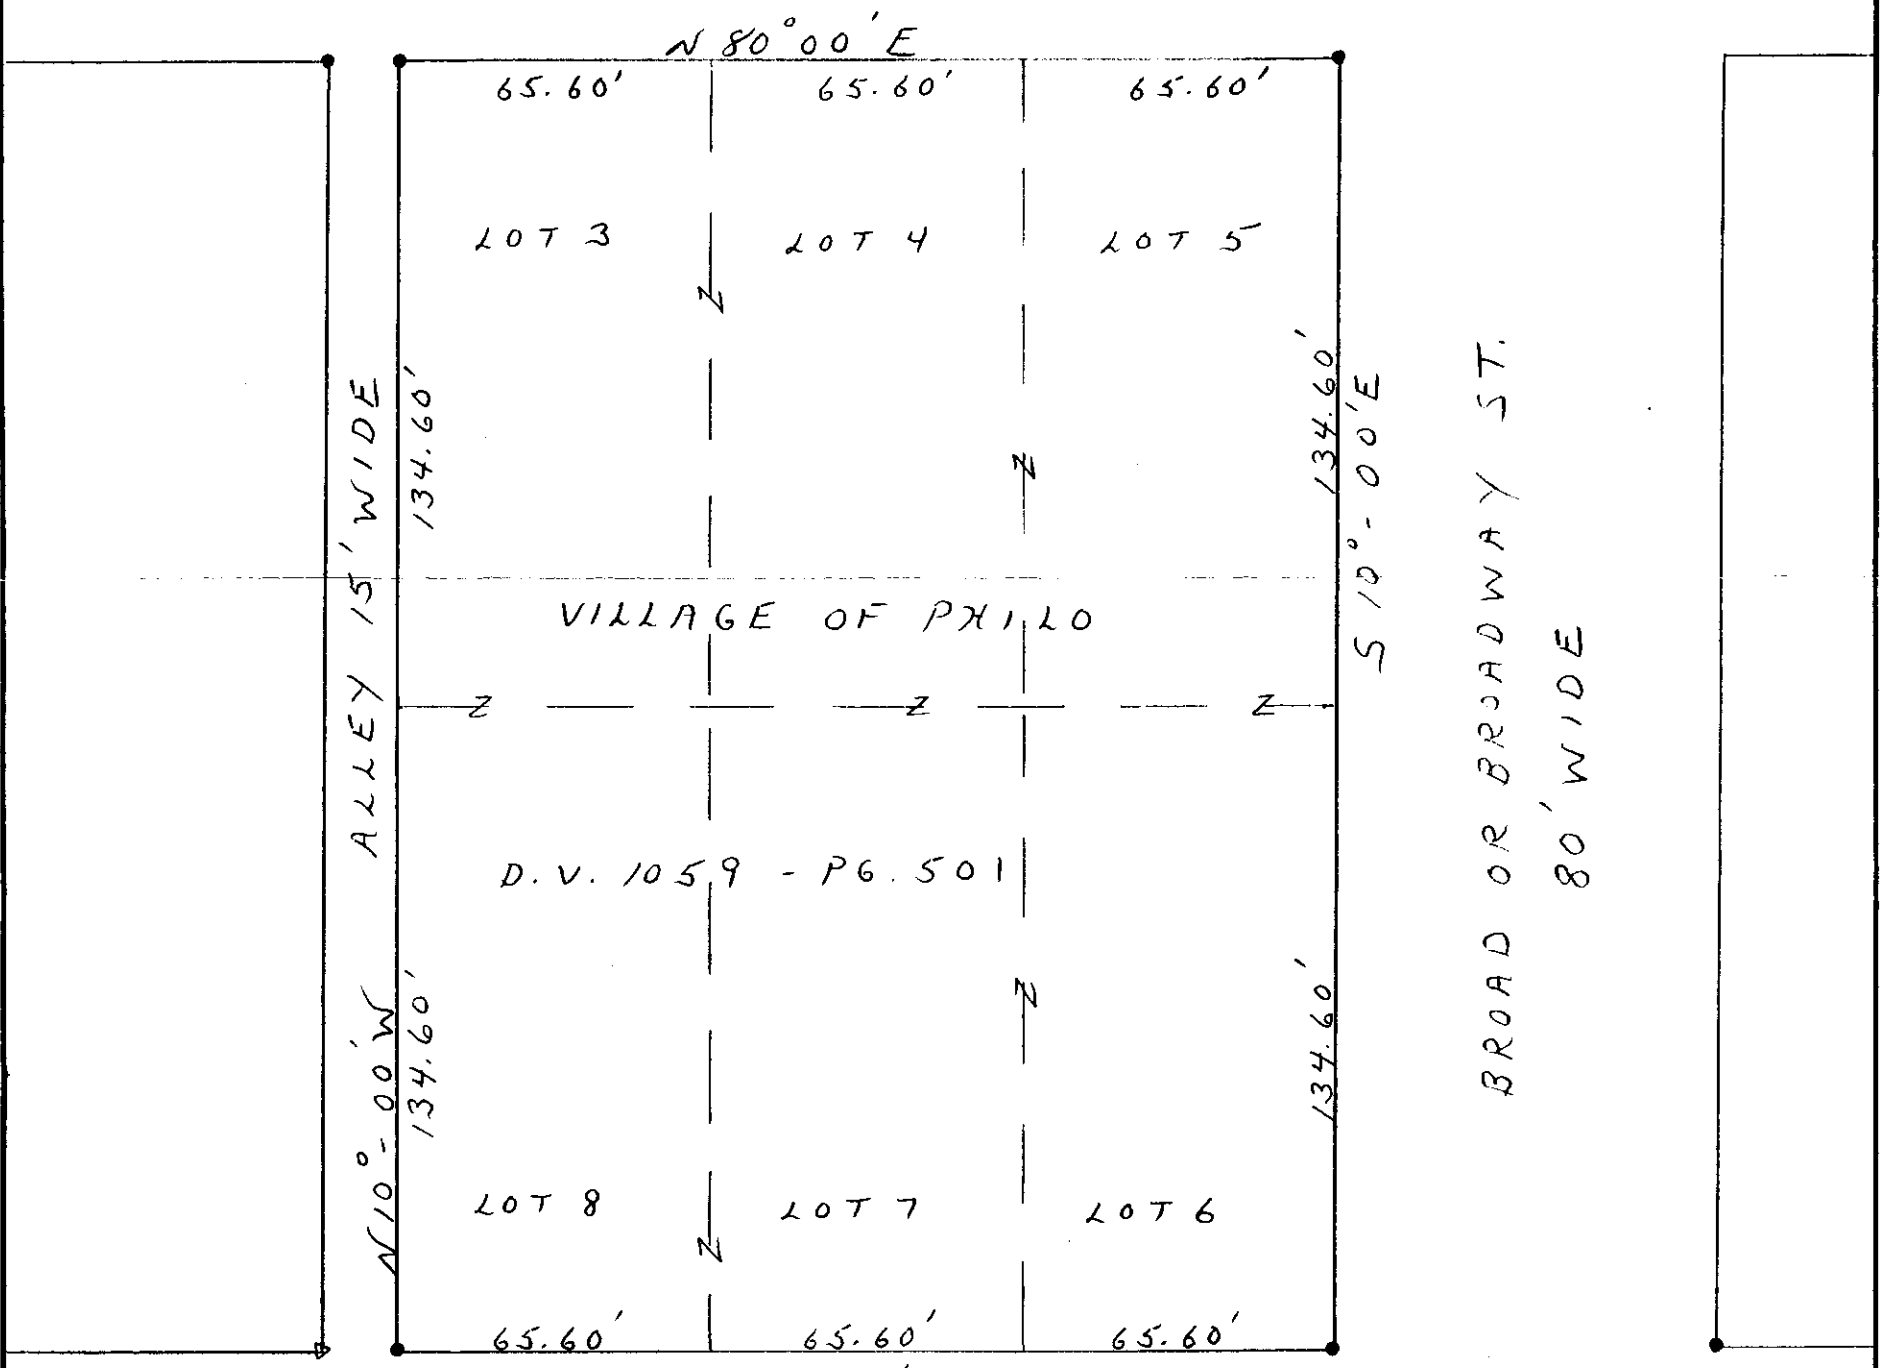 N 80°00'E
65.60' 65.60' 65.60'
LOT 3 LOT 4 LOT 5
ALLEY 15' WIDE
134.60'
134.60'
S 10°-00'E
BROAD OR BROADWAY ST.
80' WIDE
VILLAGE OF PHILO
Z
Z
Z Z Z
D.V. 1059 - PG. 501
N10°-00'W
134.60'
134.60'
Z
LOT 8 LOT 7 LOT 6
Z
65.60' 65.60' 65.60'